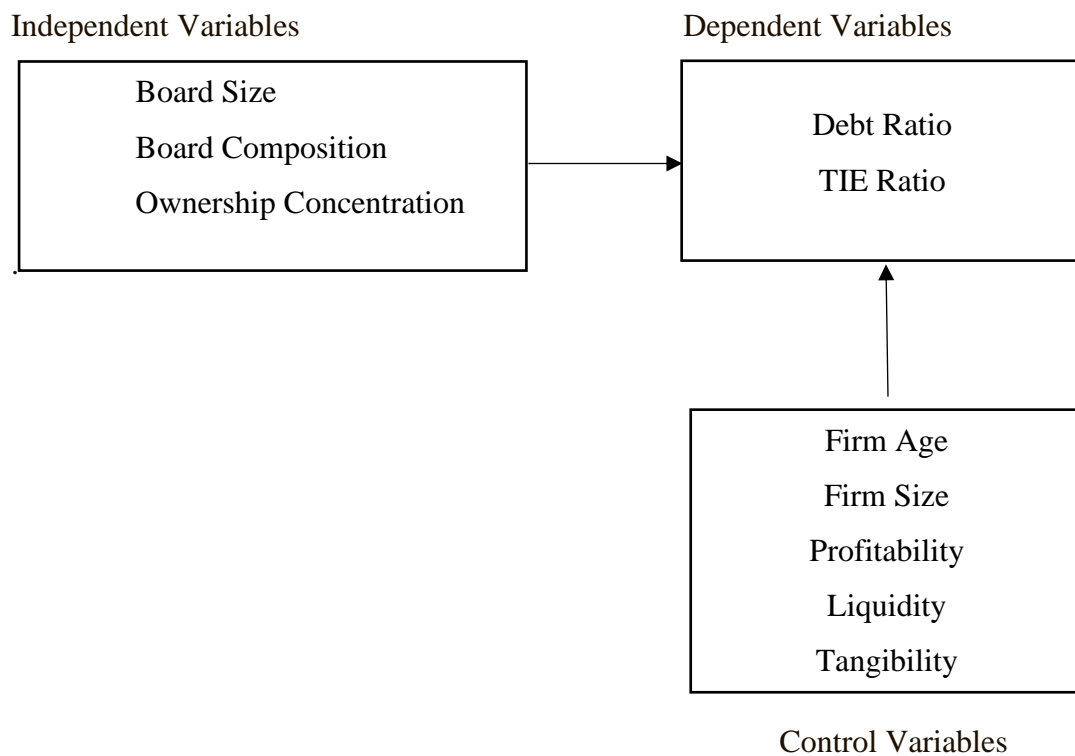 Independent Variables
Dependent Variables
Board Size
Board Composition
Ownership Concentration
.
Debt Ratio
TIE Ratio
Firm Age
Firm Size
Profitability
Liquidity
Tangibility
Control Variables